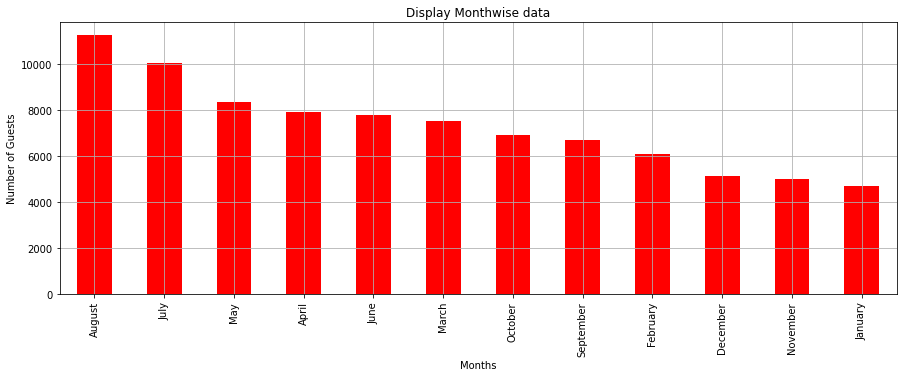 Display Monthwise data
Number of Guests
10000
8000
6000
4000
2000
0
August
July
May
April
June
March
October
September
February
December
November
January
Months